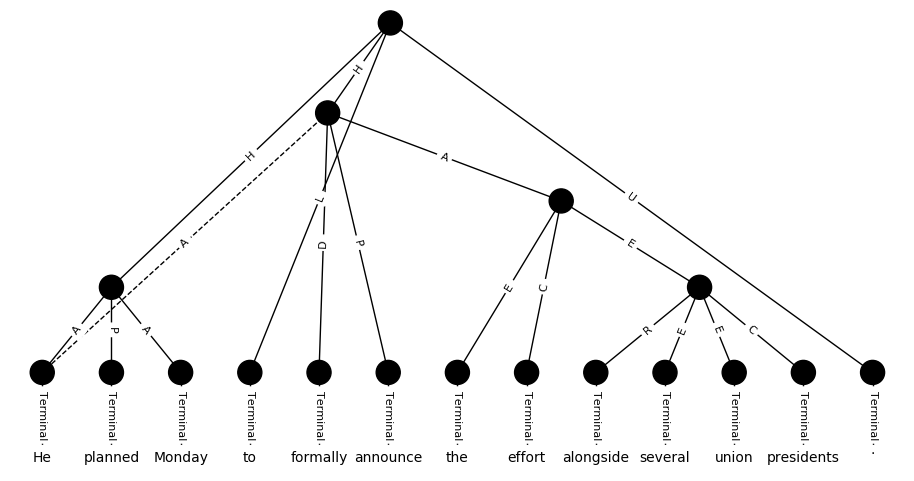 H
H
A
L
U
A
D
P
E
E
C
A
P
A
R
E
E
C
Terminal Terminal Terminal Terminal Terminal Terminal Terminal Terminal Terminal Terminal Terminal Terminal Terminal
He planned Monday to formally announce the effort alongside several union presidents .